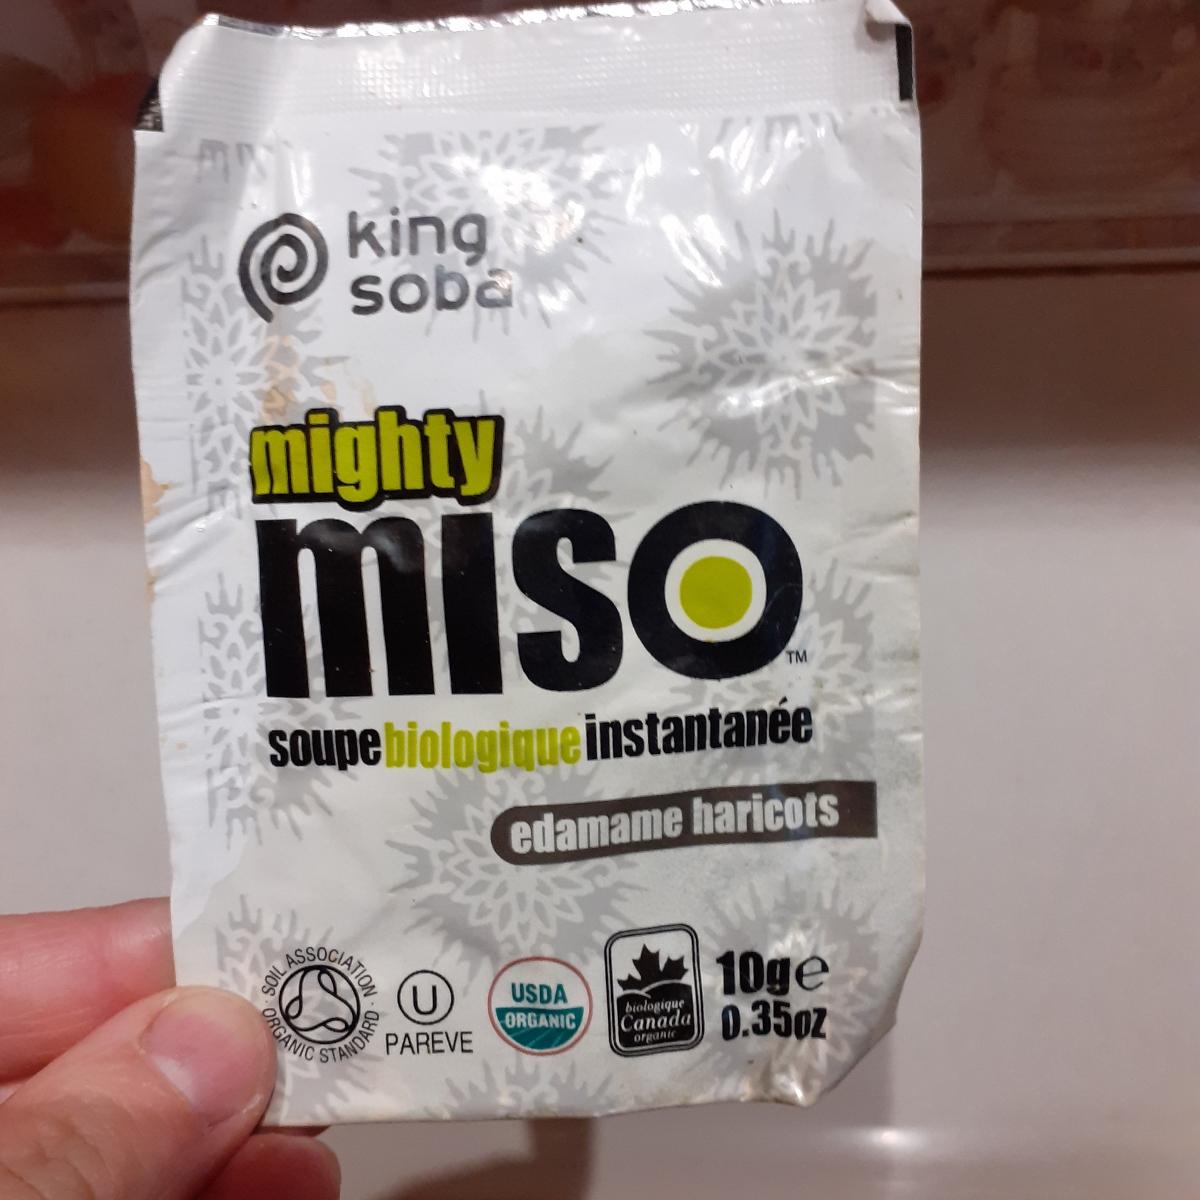 king
soba
mighty
miso
TM
soupe biologique instantanée
edamame haricots
SOIL ASSOCIATION
ORGANIC STANDARD
U
PAREVE
USDA
ORGANIC
biologique
Canada
organic
10g e
0.35oz